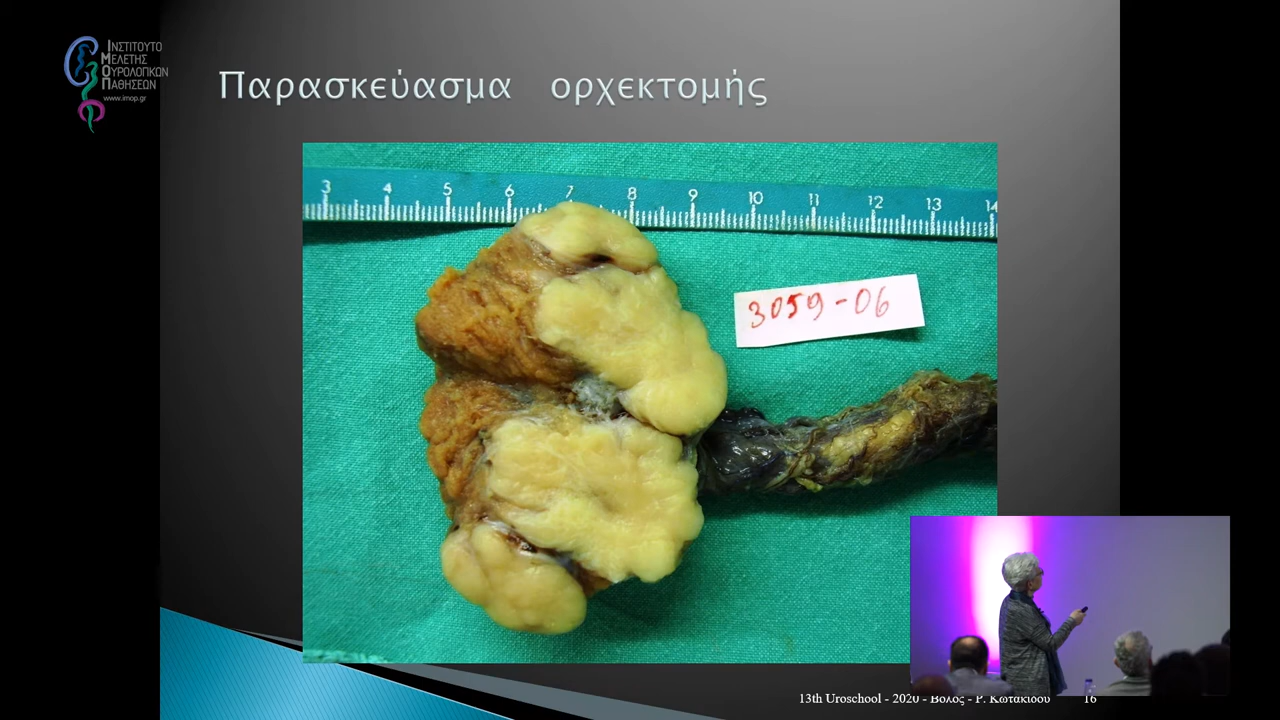 ΙΝΣΤΙΤΟΥΤΟ
ΜΕΛΕΤΗΣ
ΟΥΡΟΛΟΓΙΚΩΝ
ΠΑΘΗΣΕΩΝ
www.imop.gr
Παρασκεύασμα ορχεκτομής
3 4 5 6 7 8 9 10 11 12 13 14
3059-06
13th Uroschool - 2020 - Βόλος - Ρ. Κωτακίδου 16